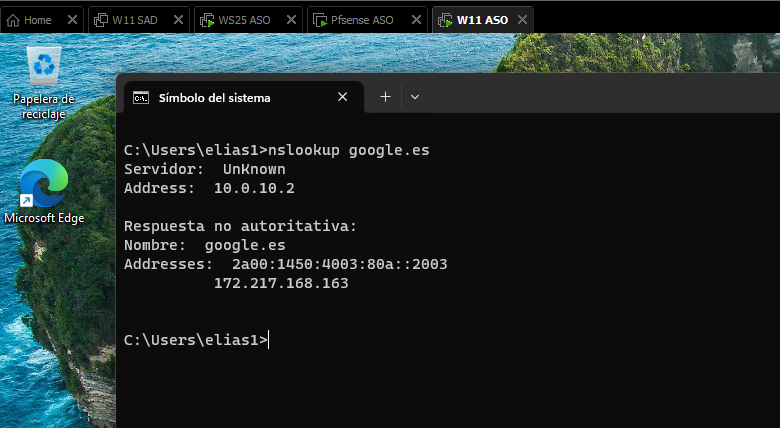 Home
W11 SAD
WS25 ASO
Pfsense ASO
W11 ASO
Papelera de
reciclaje
Microsoft Edge
Símbolo del sistema
C:\Users\elias1>nslookup google.es
Servidor:  UnKnown
Address:  10.0.10.2
Respuesta no autoritativa:
Nombre:  google.es
Addresses:  2a00:1450:4003:80a::2003
172.217.168.163
C:\Users\elias1>